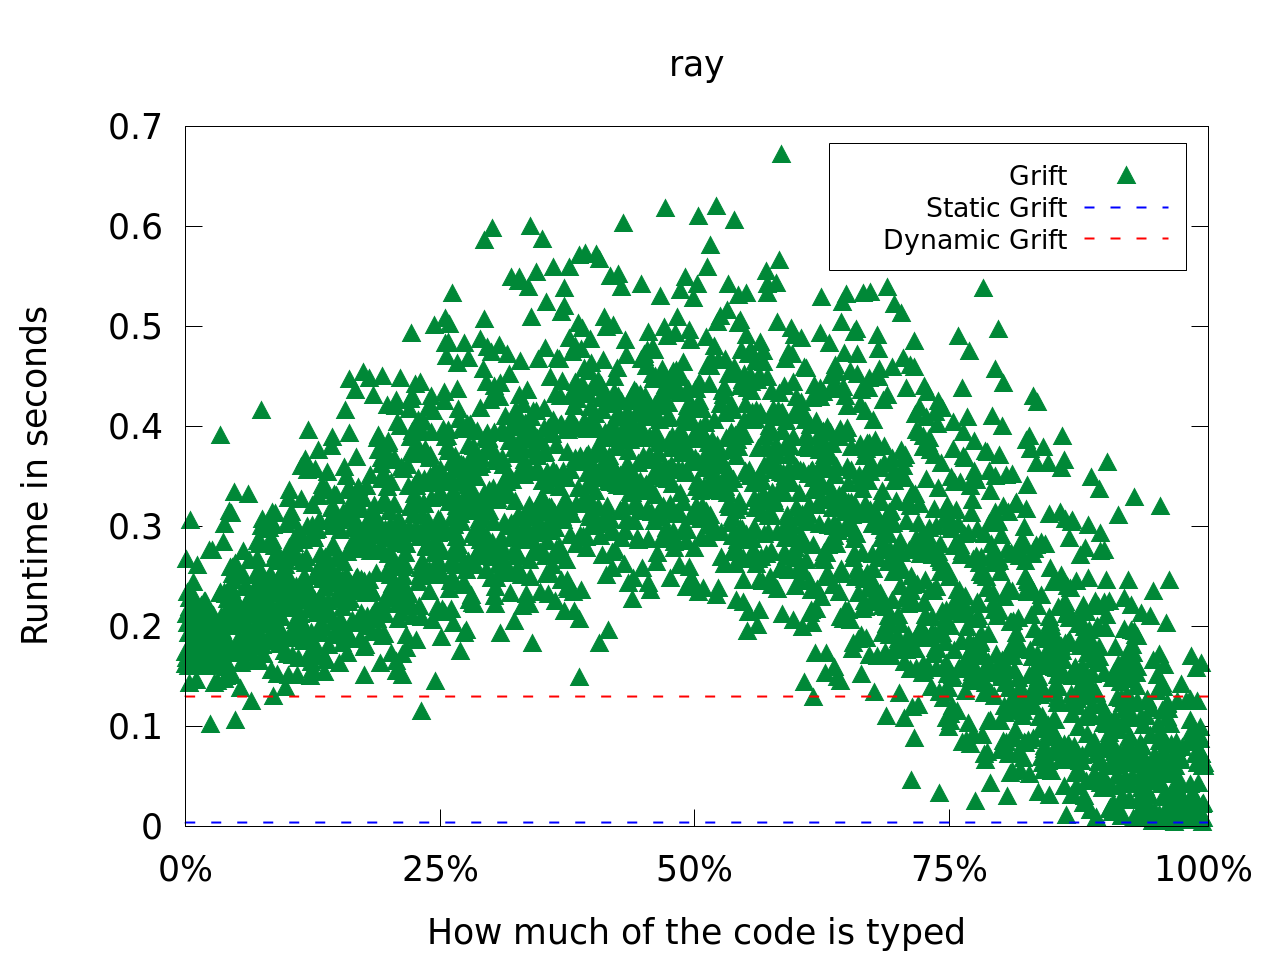 ray
0.7
0.6
0.5
0.4
0.3
0.2
0.1
0
Runtime in seconds
Grift
Static Grift
Dynamic Grift
0% 25% 50% 75% 100%
How much of the code is typed